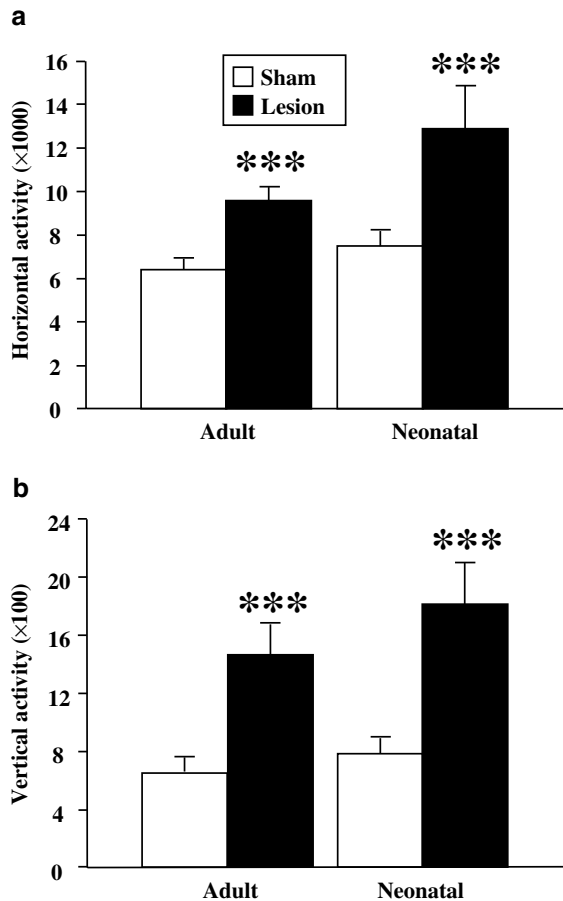 a
Horizontal activity (×1000)
16
14
12
10
8
6
4
2
0
Sham
Lesion
***
***
Adult
Neonatal
b
Vertical activity (×100)
24
20
16
12
8
4
0
***
***
Adult
Neonatal